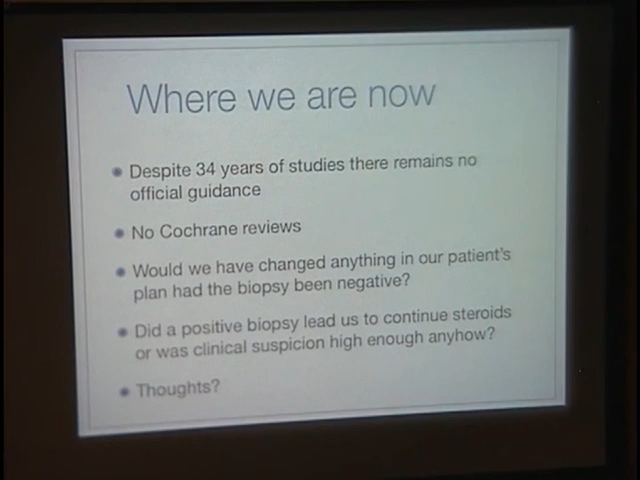 Where we are now
Despite 34 years of studies there remains no
official guidance
No Cochrane reviews
Would we have changed anything in our patient's
plan had the biopsy been negative?
Did a positive biopsy lead us to continue steroids
or was clinical suspicion high enough anyhow?
Thoughts?